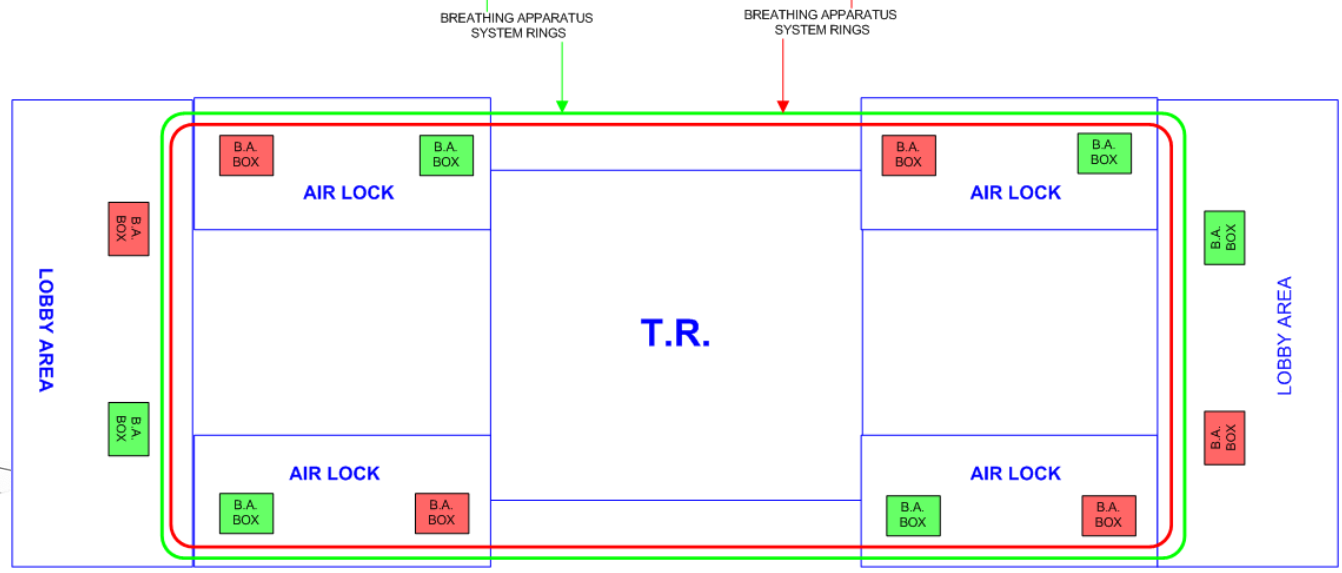 BREATHING APPARATUS
SYSTEM RINGS
BREATHING APPARATUS
SYSTEM RINGS
B.A.
BOX
B.A.
BOX
AIR LOCK
B.A.
BOX
B.A.
BOX
AIR LOCK
B.A.
BOX
B.A.
BOX
LOBBY AREA
T.R.
LOBBY AREA
B.A.
BOX
B.A.
BOX
AIR LOCK
B.A.
BOX
B.A.
BOX
AIR LOCK
B.A.
BOX
B.A.
BOX